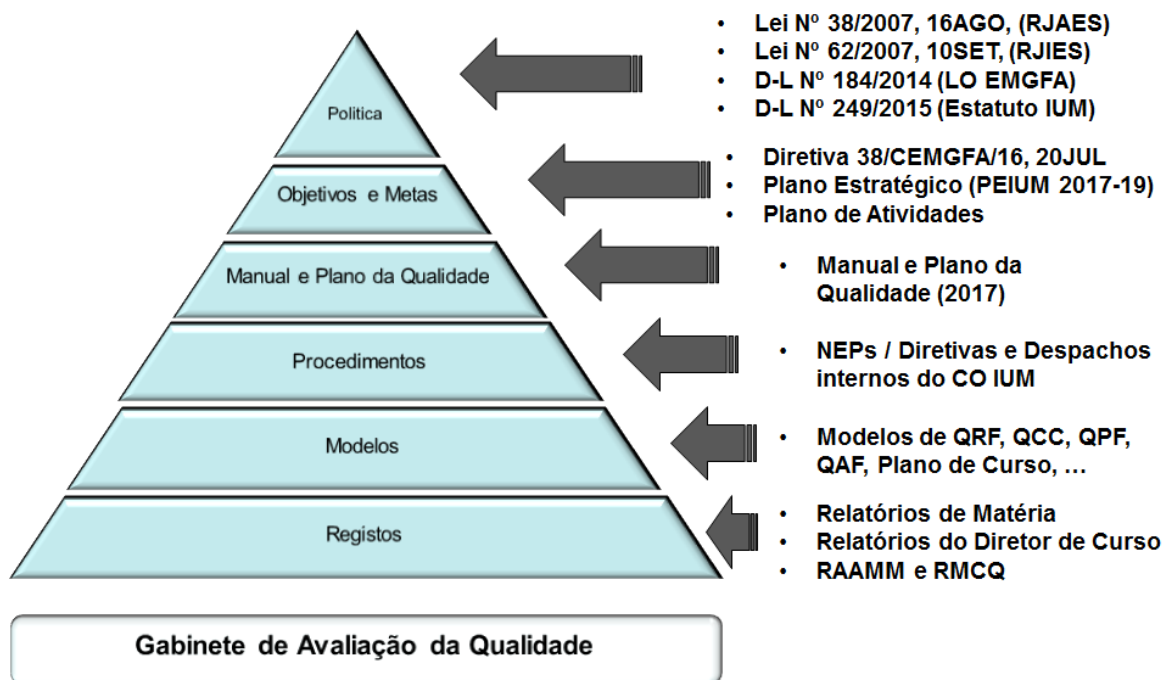 Politica
Objetivos e Metas
Manual e Plano da Qualidade
Procedimentos
Modelos
Registos
Gabinete de Avaliação da Qualidade
• Lei Nº 38/2007, 16AGO, (RJAES)
• Lei Nº 62/2007, 10SET, (RJIES)
• D-L Nº 184/2014 (LO EMGFA)
• D-L Nº 249/2015 (Estatuto IUM)
• Diretiva 38/CEMGFA/16, 20JUL
• Plano Estratégico (PEIUM 2017-19)
• Plano de Atividades
• Manual e Plano da
Qualidade (2017)
• NEPs / Diretivas e Despachos
internos do CO IUM
• Modelos de QRF, QCC, QPF,
QAF, Plano de Curso, ...
• Relatórios de Matéria
• Relatórios do Diretor de Curso
• RAAMM e RMCQ